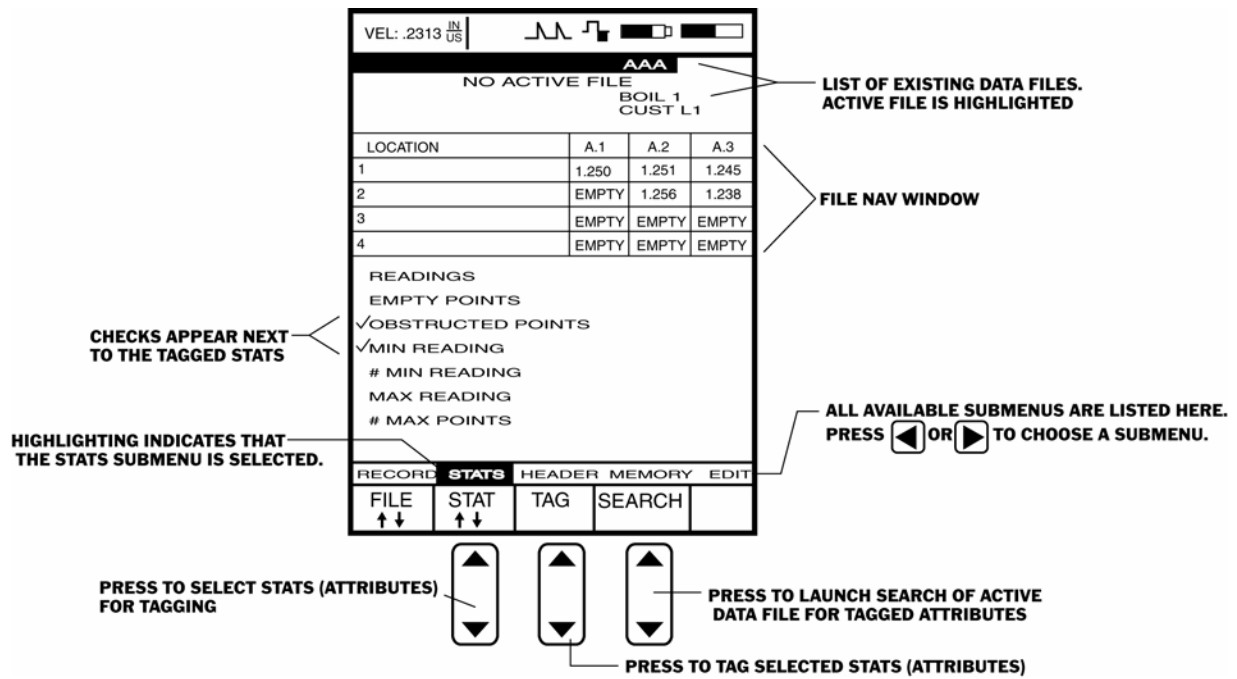 VEL: .2313 IN
US
AAA
NO ACTIVE FILE
BOIL 1
CUST L1
LIST OF EXISTING DATA FILES.
ACTIVE FILE IS HIGHLIGHTED
LOCATION A.1 A.2 A.3
1 1.250 1.251 1.245
2 EMPTY 1.256 1.238
3 EMPTY EMPTY EMPTY
4 EMPTY EMPTY EMPTY
FILE NAV WINDOW
READINGS
EMPTY POINTS
✓OBSTRUCTED POINTS
✓MIN READING
# MIN READING
MAX READING
# MAX POINTS
CHECKS APPEAR NEXT
TO THE TAGGED STATS
HIGHLIGHTING INDICATES THAT
THE STATS SUBMENU IS SELECTED.
ALL AVAILABLE SUBMENUS ARE LISTED HERE.
PRESS ◀ OR ▶ TO CHOOSE A SUBMENU.
RECORD STATS HEADER MEMORY EDIT
FILE STAT TAG SEARCH
↑↓ ↑↓
PRESS TO SELECT STATS (ATTRIBUTES)
FOR TAGGING
PRESS TO LAUNCH SEARCH OF ACTIVE
DATA FILE FOR TAGGED ATTRIBUTES
PRESS TO TAG SELECTED STATS (ATTRIBUTES)